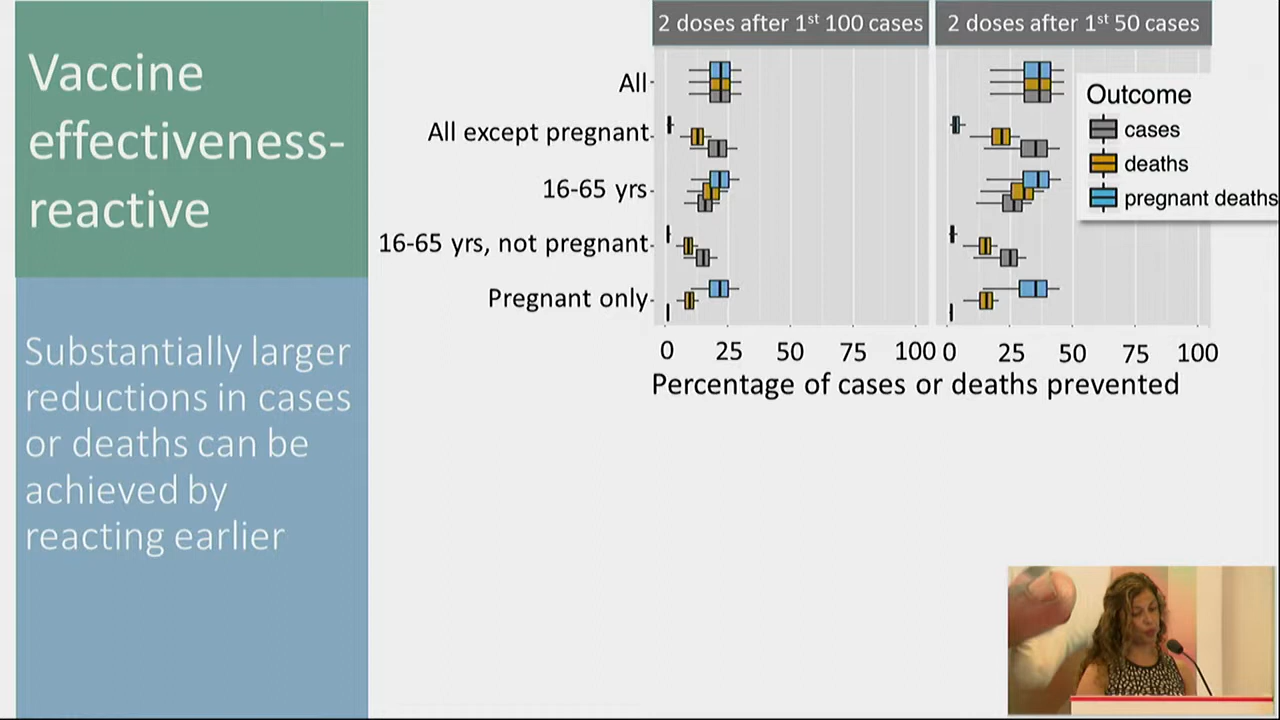 Vaccine
effectiveness-
reactive
Substantially larger
reductions in cases
or deaths can be
achieved by
reacting earlier
2 doses after 1st 100 cases
2 doses after 1st 50 cases
All
All except pregnant
16-65 yrs
16-65 yrs, not pregnant
Pregnant only
0 25 50 75 100
0 25 50 75 100
Percentage of cases or deaths prevented
Outcome
cases
deaths
pregnant deaths